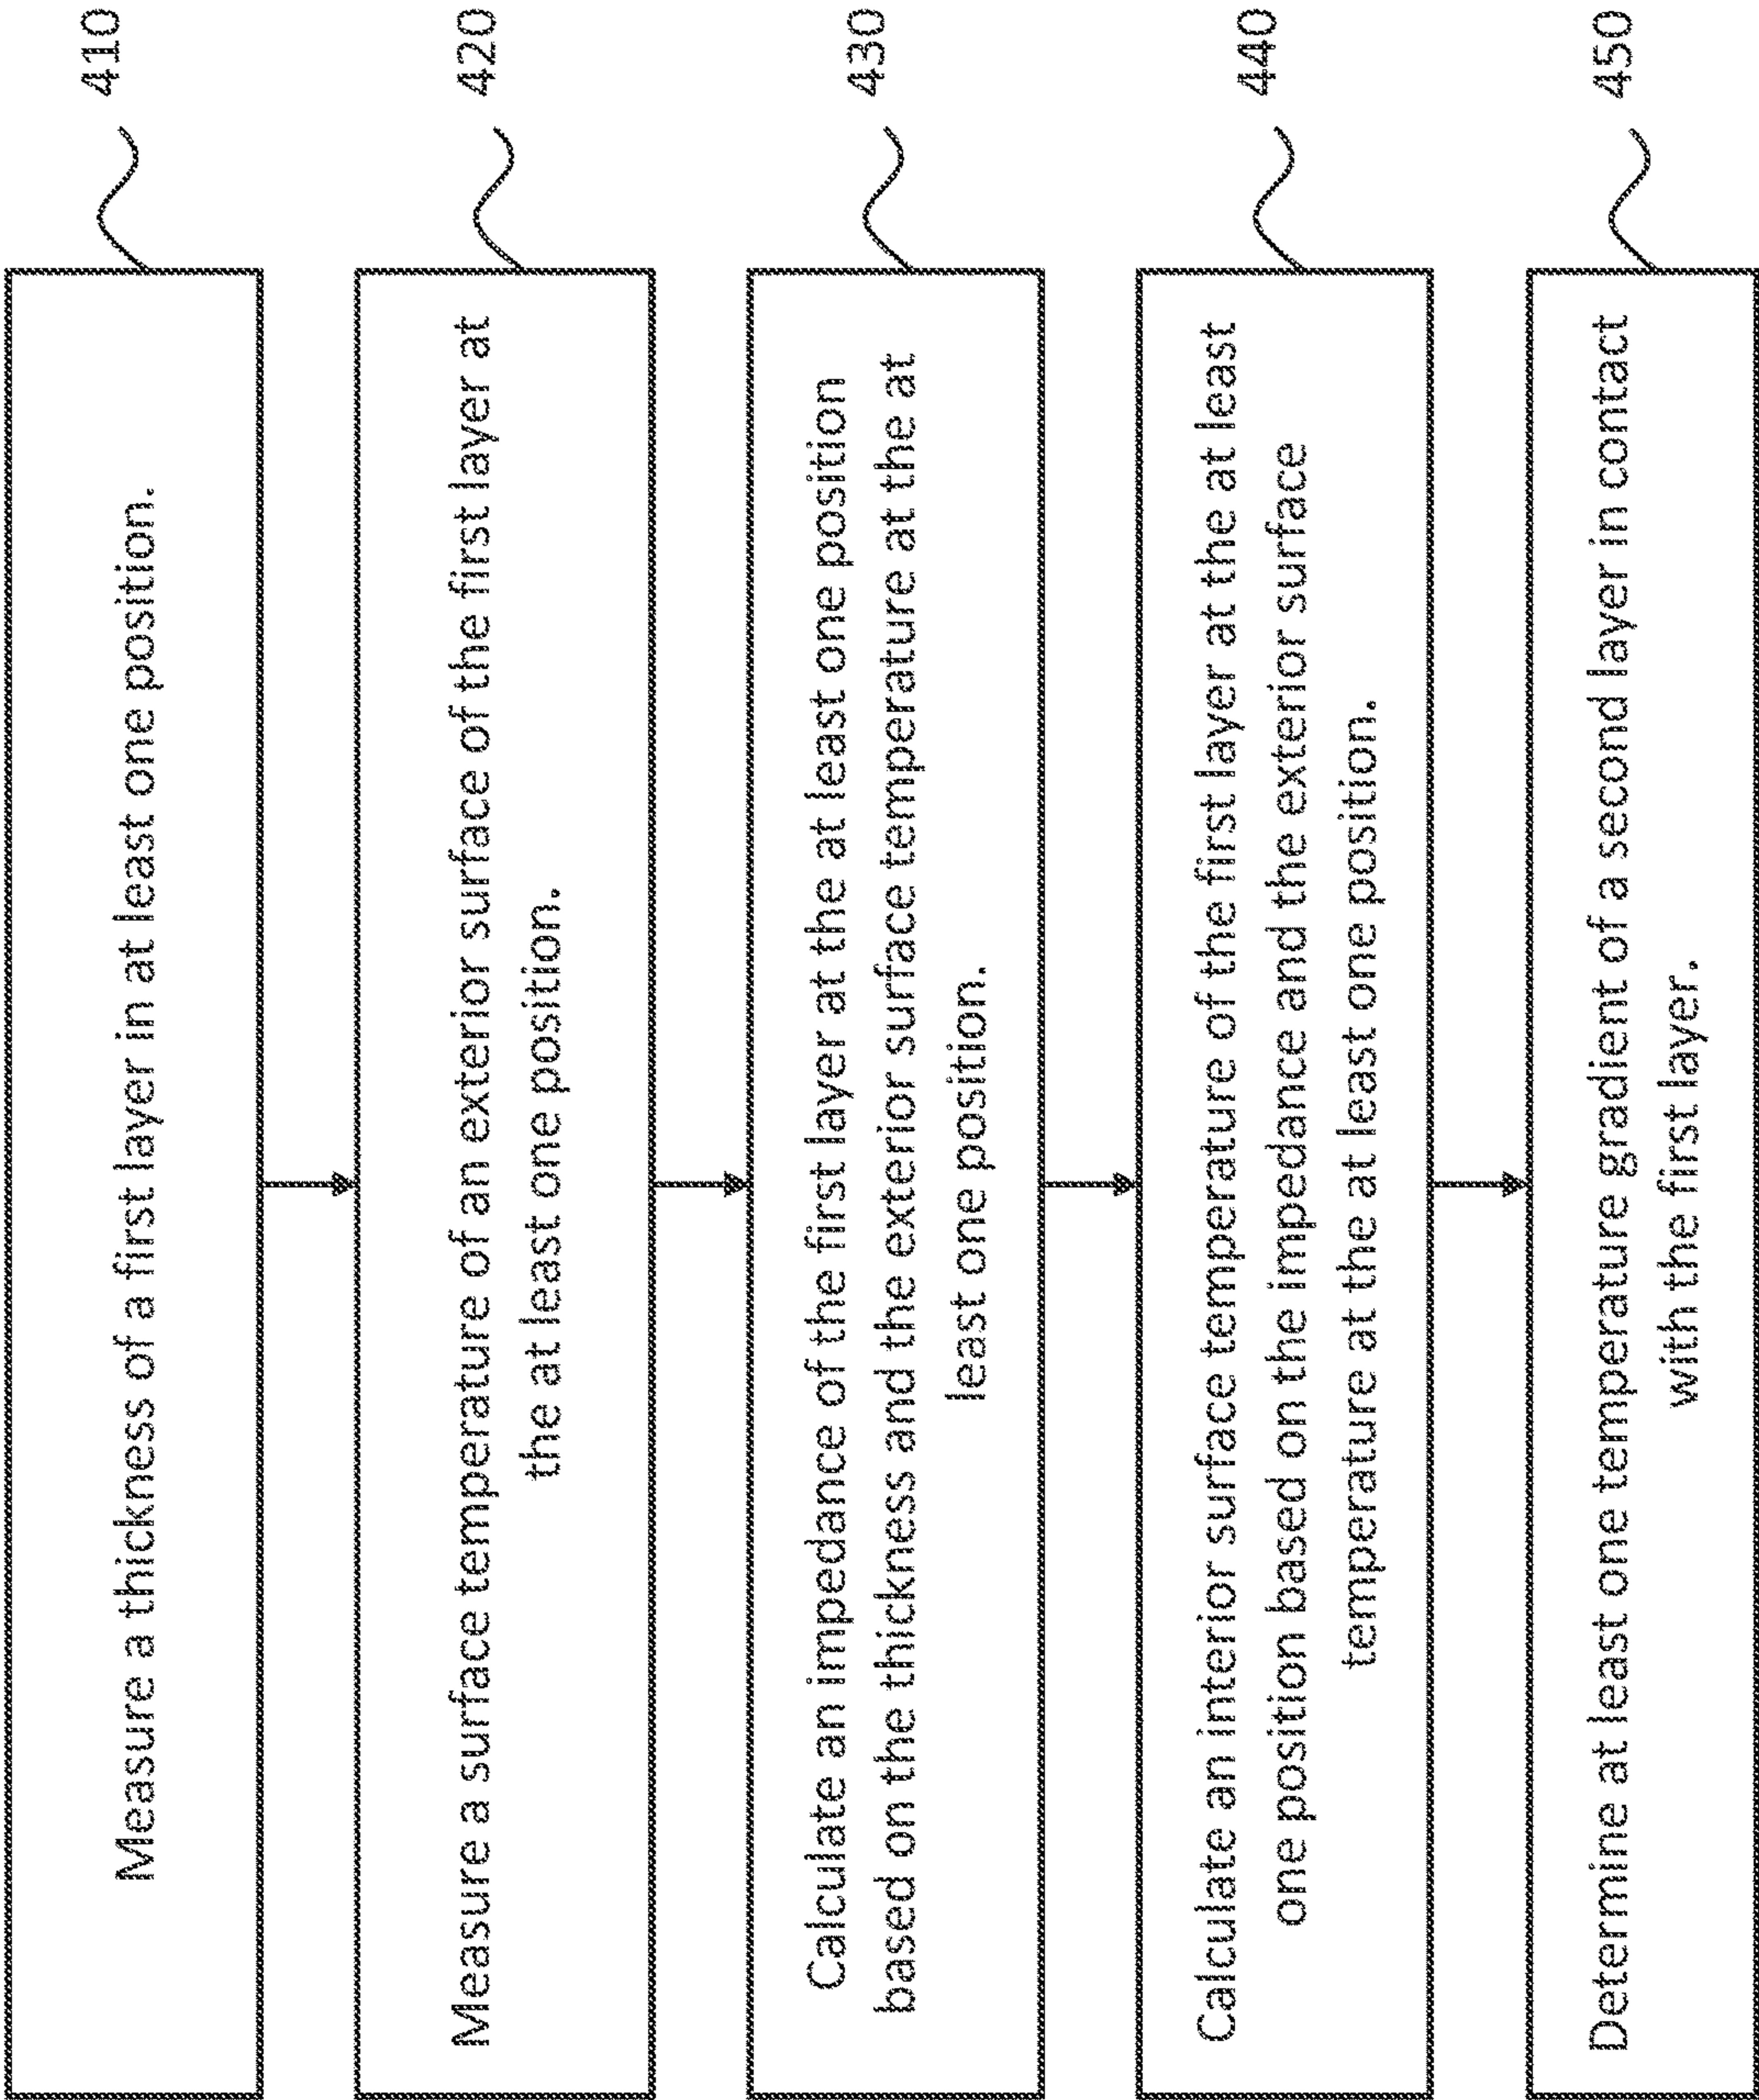 Measure a thickness of a first layer in at least one position.
410
Measure a surface temperature of an exterior surface of the first layer at
the at least one position.
420
Calculate an impedance of the first layer at the at least one position
based on the thickness and the exterior surface temperature at the at
least one position.
430
Calculate an interior surface temperature of the first layer at the at least
one position based on the impedance and the exterior surface
temperature at the at least one position.
440
Determine at least one temperature gradient of a second layer in contact
with the first layer.
450